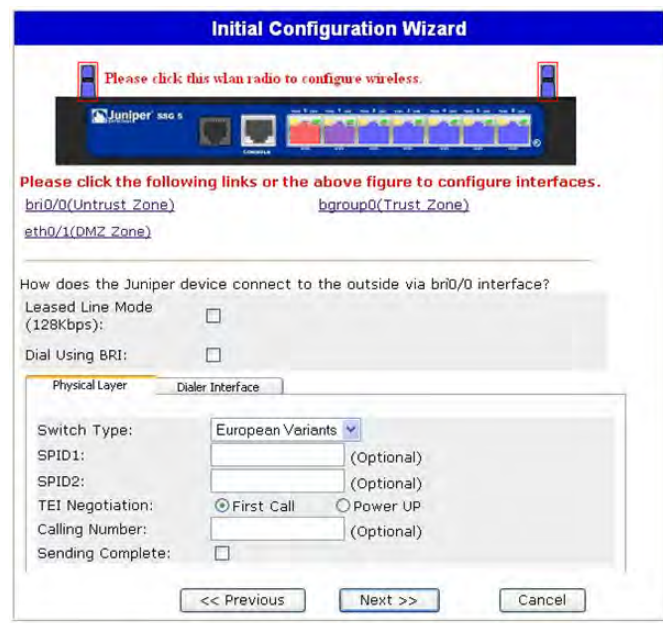 Initial Configuration Wizard
Please click this wlan radio to configure wireless.
Juniper SSG 5
CONSOLE
Please click the following links or the above figure to configure interfaces.
bri0/0(Untrust Zone) bgroup0(Trust Zone)
eth0/1(DMZ Zone)
How does the Juniper device connect to the outside via bri0/0 interface?
Leased Line Mode
(128Kbps):
Dial Using BRI:
Physical Layer Dialer Interface
Switch Type: European Variants
SPID1: (Optional)
SPID2: (Optional)
TEI Negotiation: First Call Power UP
Calling Number: (Optional)
Sending Complete:
<< Previous Next >> Cancel